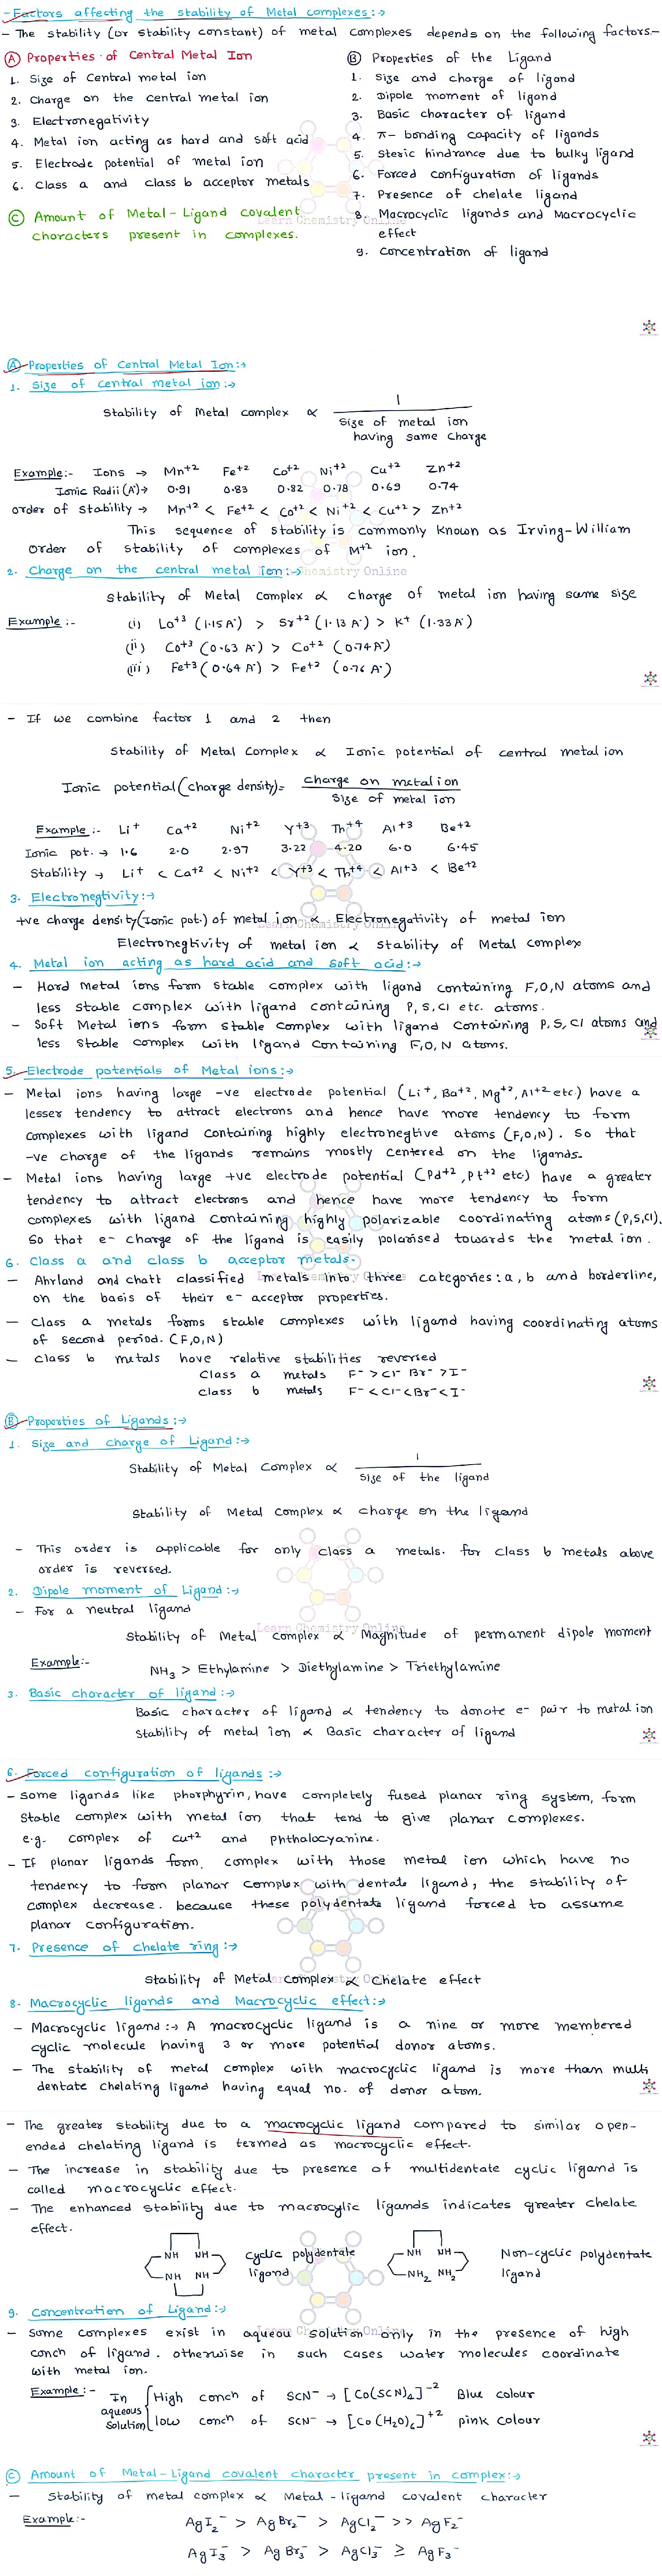 - Factors affecting the stability of Metal complexes :→
- The stability (or stability constant) of metal complexes depends on the following factors.-
Ⓐ Properties of Central Metal Ion
1. Size of Central metal ion
2. Charge on the central metal ion
3. Electronegativity
4. Metal ion acting as hard and soft acid
5. Electrode potential of metal ion
6. Class a and class b acceptor metals
Ⓒ Amount of Metal-Ligand covalent
characters present in complexes.
Ⓑ Properties of the Ligand
1. Size and charge of ligand
2. Dipole moment of ligand
3. Basic character of ligand
4. π- bonding capacity of ligands
5. Steric hindrance due to bulky ligand
6. Forced configuration of ligands
7. Presence of chelate ligand
8. Macrocyclic ligands and Macrocyclic
effect
9. Concentration of ligand
Learn Chemistry Online
Ⓐ Properties of Central Metal Ion:→
1. Size of central metal ion:→
Stability of Metal complex ∝ 1
Size of metal ion
having same charge
Example:- Ions → Mn+2 Fe+2 Co+2 Ni+2 Cu+2 Zn+2
Ionic Radii (A°)→ 0.91 0.83 0.82 0.78 0.69 0.74
order of stability → Mn+2 < Fe+2 < Co+2 < Ni+2 < Cu+2 > Zn+2
This sequence of stability is commonly known as Irving-William
order of stability of complexes of M+2 ion.
2. Charge on the central metal ion:→
Learn Chemistry Online
Stability of Metal Complex ∝ charge of metal ion having same size
Example :- (i) La+3 (1.15A°) > Sr+2 (1.13 A°) > K+ (1.33A°)
(ii) Co+3 (0.63 A°) > Co+2 (0.74A°)
(iii) Fe+3 (0.64 A°) > Fe+2 (0.76 A°)
- If we combine factor 1 and 2 then
Stability of Metal Complex ∝ Ionic potential of central metal ion
Ionic potential (charge density)= charge on metal ion
Size of metal ion
Example :- Li+ Ca+2 Ni+2 Y+3 Th+4 Al+3 Be+2
Ionic pot. → 1.6 2.0 2.97 3.22 4.20 6.0 6.45
Stability → Li+ < Ca+2 < Ni+2 < Y+3 < Th+4 < Al+3 < Be+2
3. Electronegtivity:→
+ve charge density (Ionic pot.) of metal ion ∝ Electronegativity of metal ion
Learn Chemistry Online
Electronegtivity of metal ion ∝ stability of Metal complex
4. Metal ion acting as hard acid and soft acid:→
- Hard Metal ions form stable complex with ligand containing F,O,N atoms and
less stable complex with ligand containing P, S, Cl etc. atoms.
- Soft Metal ions form stable complex with ligand containing P, S, Cl atoms and
less stable complex with ligand containing F, O, N atoms.
5. Electrode potentials of Metal ions:→
- Metal ions having large -ve electrode potential (Li+, Ba+2, Mg+2, Al+2 etc.) have a
lesser tendency to attract electrons and hence have more tendency to form
complexes with ligand containing highly electronegtive atoms (F,O,N). So that
-ve charge of the ligands remains mostly centered on the ligands.
- Metal ions having large +ve electrode potential (Pd+2, Pt+2 etc) have a greater
tendency to attract electrons and hence have more tendency to form
complexes with ligand containing highly polarizable coordinating atoms (P,S,Cl).
So that e- charge of the ligand is easily polarised towards the metal ion.
6. Class a and class b acceptor metals.
Learn Chemistry Online
- Ahrland and chatt classified metals into three categories: a, b and borderline,
on the basis of their e- acceptor properties.
- Class a metals forms stable complexes with ligand having coordinating atoms
of second period. (F,O,N)
- Class b metals have relative stabilities reversed
Class a metals F- > Cl- Br- > I-
Class b metals F- < Cl- < Br- < I-
Ⓑ Properties of Ligands:→
1. Size and charge of Ligand:→
Stability of Metal Complex ∝ 1
Size of the ligand
Stability of Metal Complex ∝ charge on the ligand
- This order is applicable for only class a metals. for class b metals above
order is reversed.
2. Dipole moment of Ligand:→
- For a neutral ligand
Learn Chemistry Online
Stability of Metal complex ∝ Magnitude of permanent dipole moment
Example:- NH3 > Ethylamine > Diethylamine > Triethylamine
3. Basic character of ligand:→
Basic character of ligand ∝ tendency to donate e- pair to metal ion
Stability of metal ion ∝ Basic character of ligand
6. Forced configuration of ligands :→
- some ligands like phorphyrin, have completely fused planar ring system, form
stable complex with metal ion that tend to give planar complexes.
e.g. complex of Cu+2 and phthalocyanine.
- If planar ligands form complex with those metal ion which have no
tendency to form planar complex with dentate ligand, the stability of
complex decrease. because these polydentate ligand forced to assume
planar configuration.
7. Presence of chelate ring:→
Learn Chemistry Online
Stability of Metal complex ∝ Chelate effect
8. Macrocyclic ligands and Macrocyclic effect:→
- Macrocyclic ligand :→ A macrocyclic ligand is a nine or more membered
cyclic molecule having 3 or more potential donor atoms.
- The stability of metal complex with macrocyclic ligand is more than multi
dentate chelating ligand having equal no. of donor atom.
- The greater stability due to a macrocyclic ligand compared to similar open-
ended chelating ligand is termed as macrocyclic effect.
- The increase in stability due to presence of multidentate cyclic ligand is
called macrocyclic effect.
- The enhanced stability due to macrocylic ligands indicates greater chelate
effect.
NH NH
NH NH
cyclic polydentate
ligand
NH NH
NH2 NH2
Non-cyclic polydentate
ligand
9. Concentration of Ligand:→
Learn Chemistry Online
- Some complexes exist in aqueou solution only in the presence of high
conch of ligand. otherwise in such cases water molecules coordinate
with metal ion.
Example :- In aqueous solution
High conch of SCN- → [Co(SCN)4]-2 Blue colour
low conch of SCN- → [Co(H2O)6]+2 pink colour
Ⓒ Amount of Metal-Ligand covalent character present in complex:→
- Stability of metal complex ∝ Metal-ligand covalent character
Example:- AgI2- > AgBr2- > AgCl2- >> AgF2-
AgI3- > AgBr3- > AgCl3- ≥ AgF3-